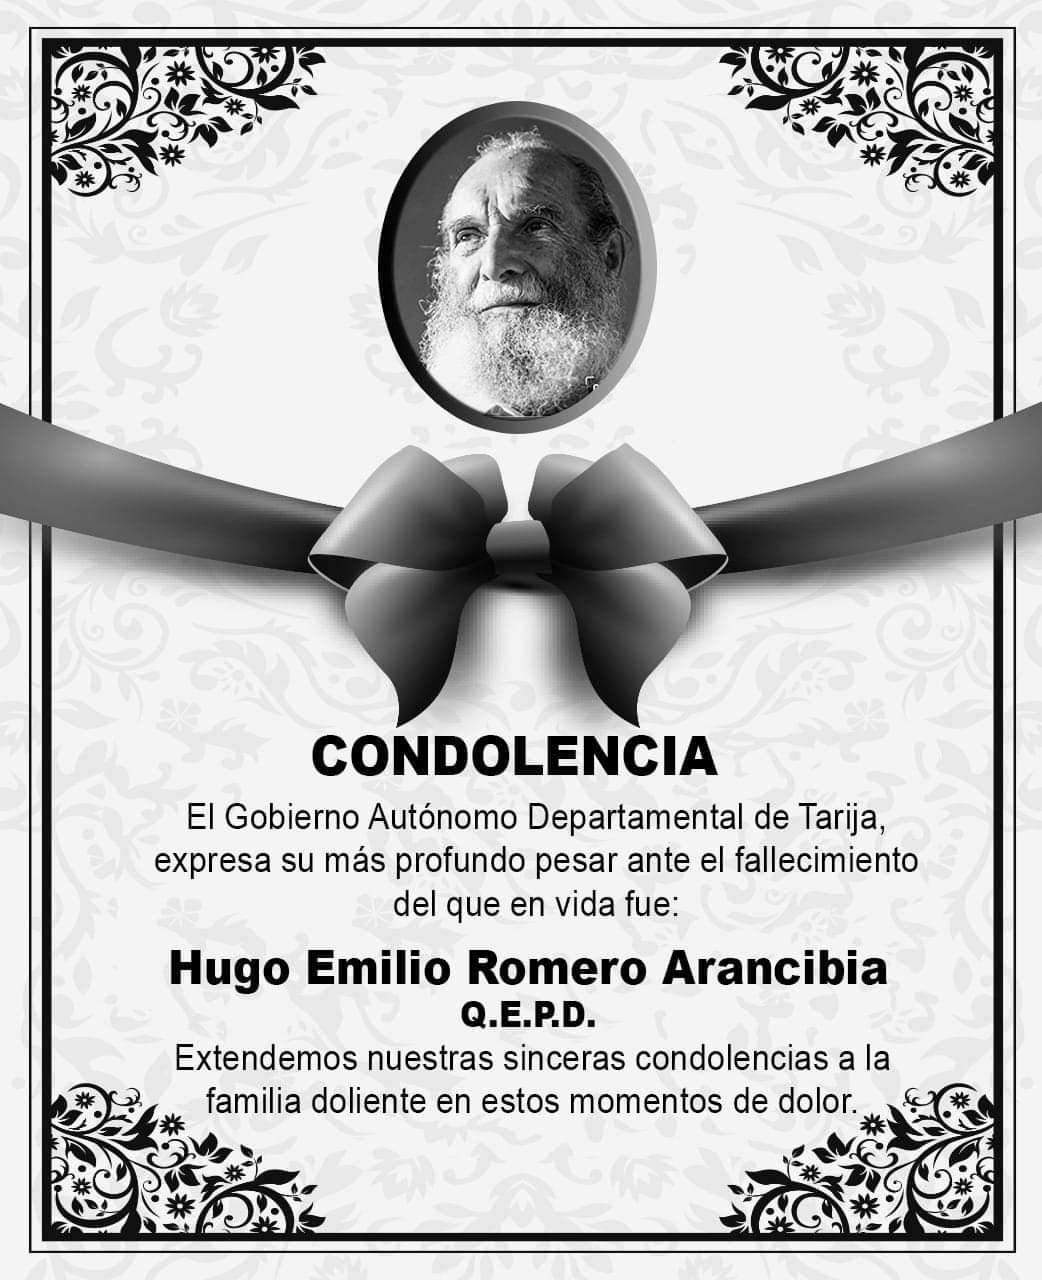 CONDOLENCIA
El Gobierno Autónomo Departamental de Tarija,
expresa su más profundo pesar ante el fallecimiento
del que en vida fue:
Hugo Emilio Romero Arancibia
Q.E.P.D.
Extendemos nuestras sinceras condolencias a la
familia doliente en estos momentos de dolor.